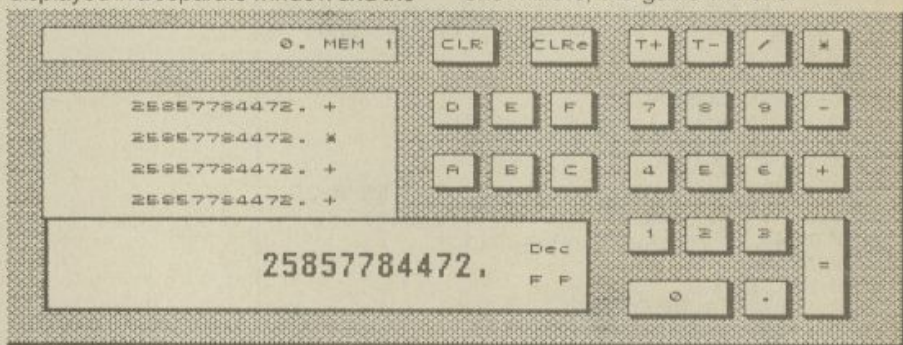 0. MEM 1
CLR CLRe T+ T- / *
25857784472. +
D E F 7 8 9 -
25857784472. *
25857784472. +
A B C 4 5 6 +
25857784472. +
1 2 3
Dec
25857784472.
F P
=
0 .